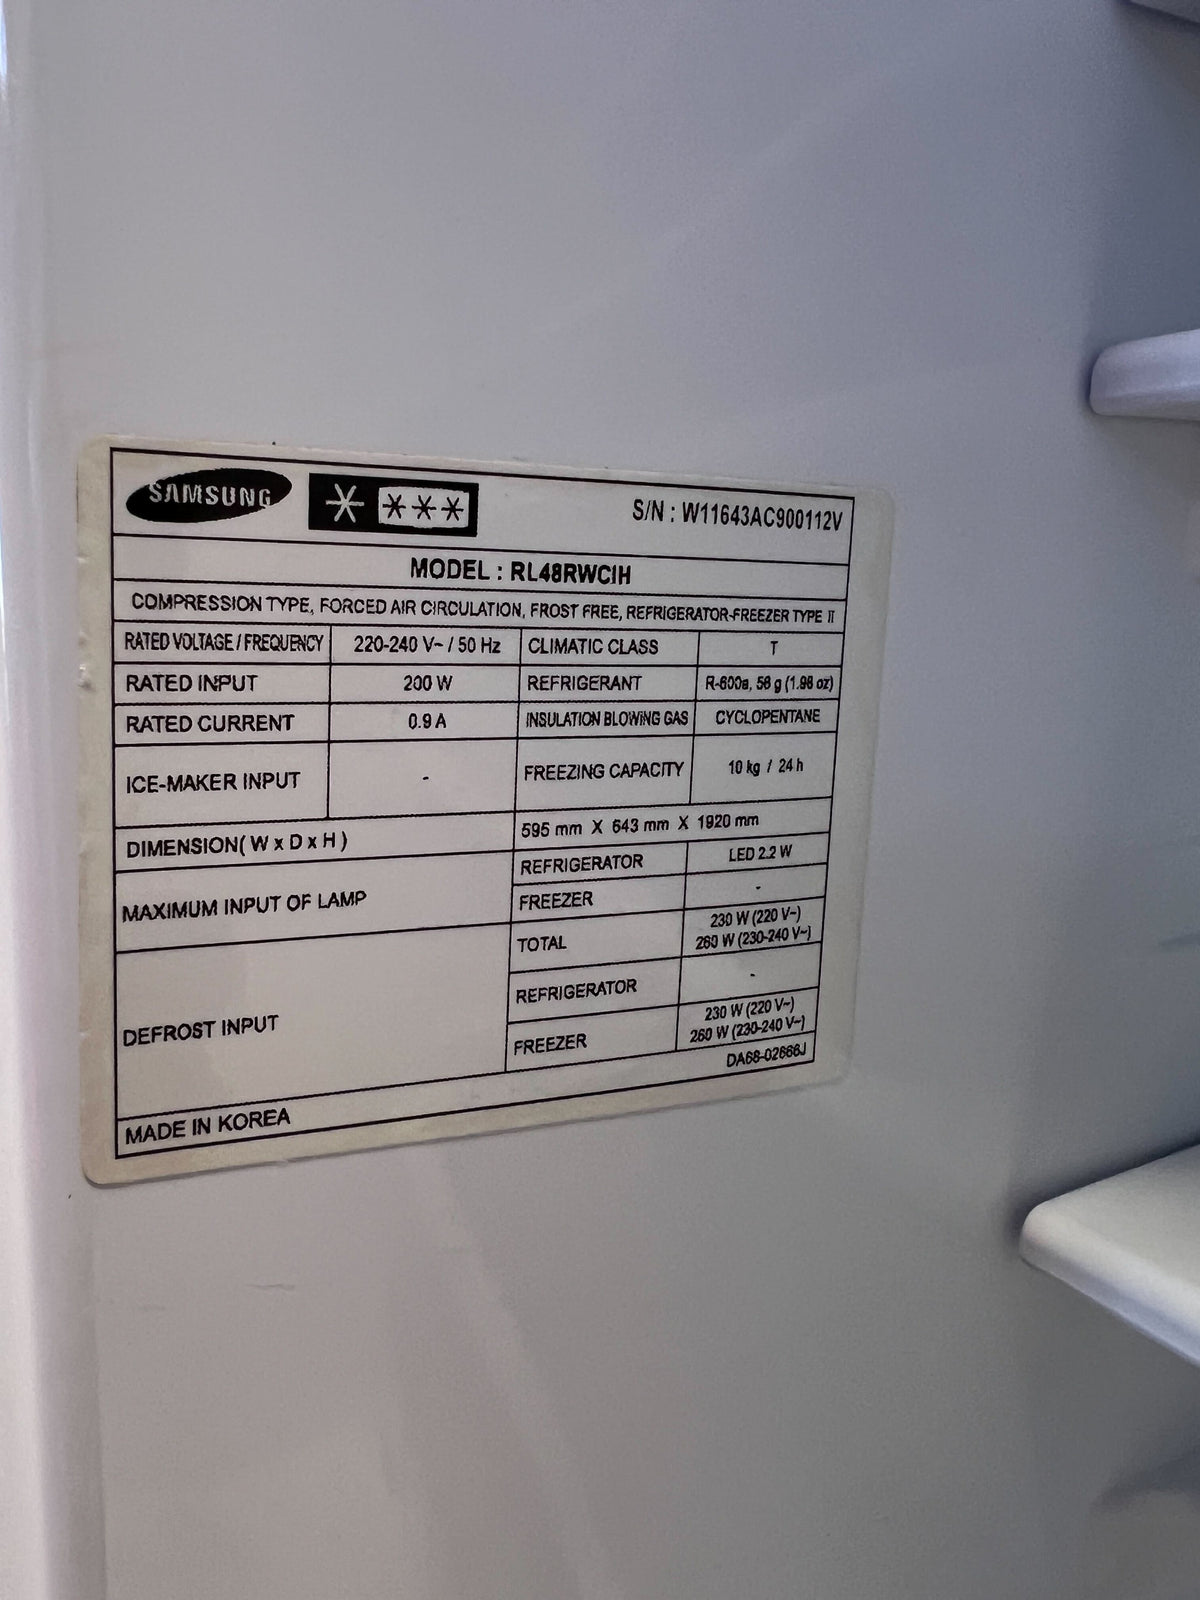 SAMSUNG
S/N : W11643AC900112V
MODEL : RL48RWCIH
COMPRESSION TYPE, FORCED AIR CIRCULATION, FROST FREE, REFRIGERATOR-FREEZER TYPE II
RATED VOLTAGE / FREQUENCY 220-240 V~ / 50 Hz CLIMATIC CLASS T
RATED INPUT 200 W REFRIGERANT R-600a, 56 g (1.98 oz)
RATED CURRENT 0.9 A INSULATION BLOWING GAS CYCLOPENTANE
ICE-MAKER INPUT - FREEZING CAPACITY 10 kg / 24 h
DIMENSION( W x D x H ) 595 mm X 643 mm X 1920 mm
MAXIMUM INPUT OF LAMP
REFRIGERATOR LED 2.2 W
FREEZER -
DEFROST INPUT
TOTAL 230 W (220 V~)
260 W (230-240 V~)
REFRIGERATOR -
FREEZER 230 W (220 V~)
260 W (230-240 V~)
DA68-02666J
MADE IN KOREA